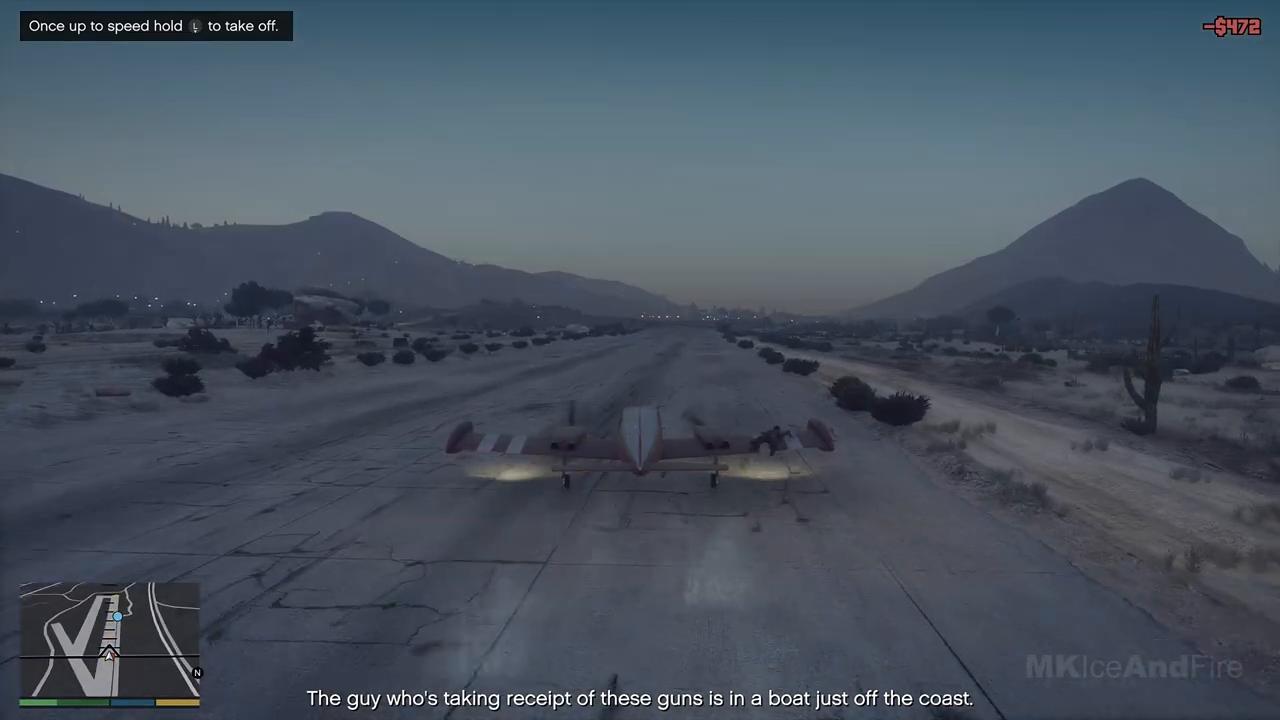 Once up to speed hold L to take off.
-$472
N
MKIceAndFire
The guy who's taking receipt of these guns is in a boat just off the coast.